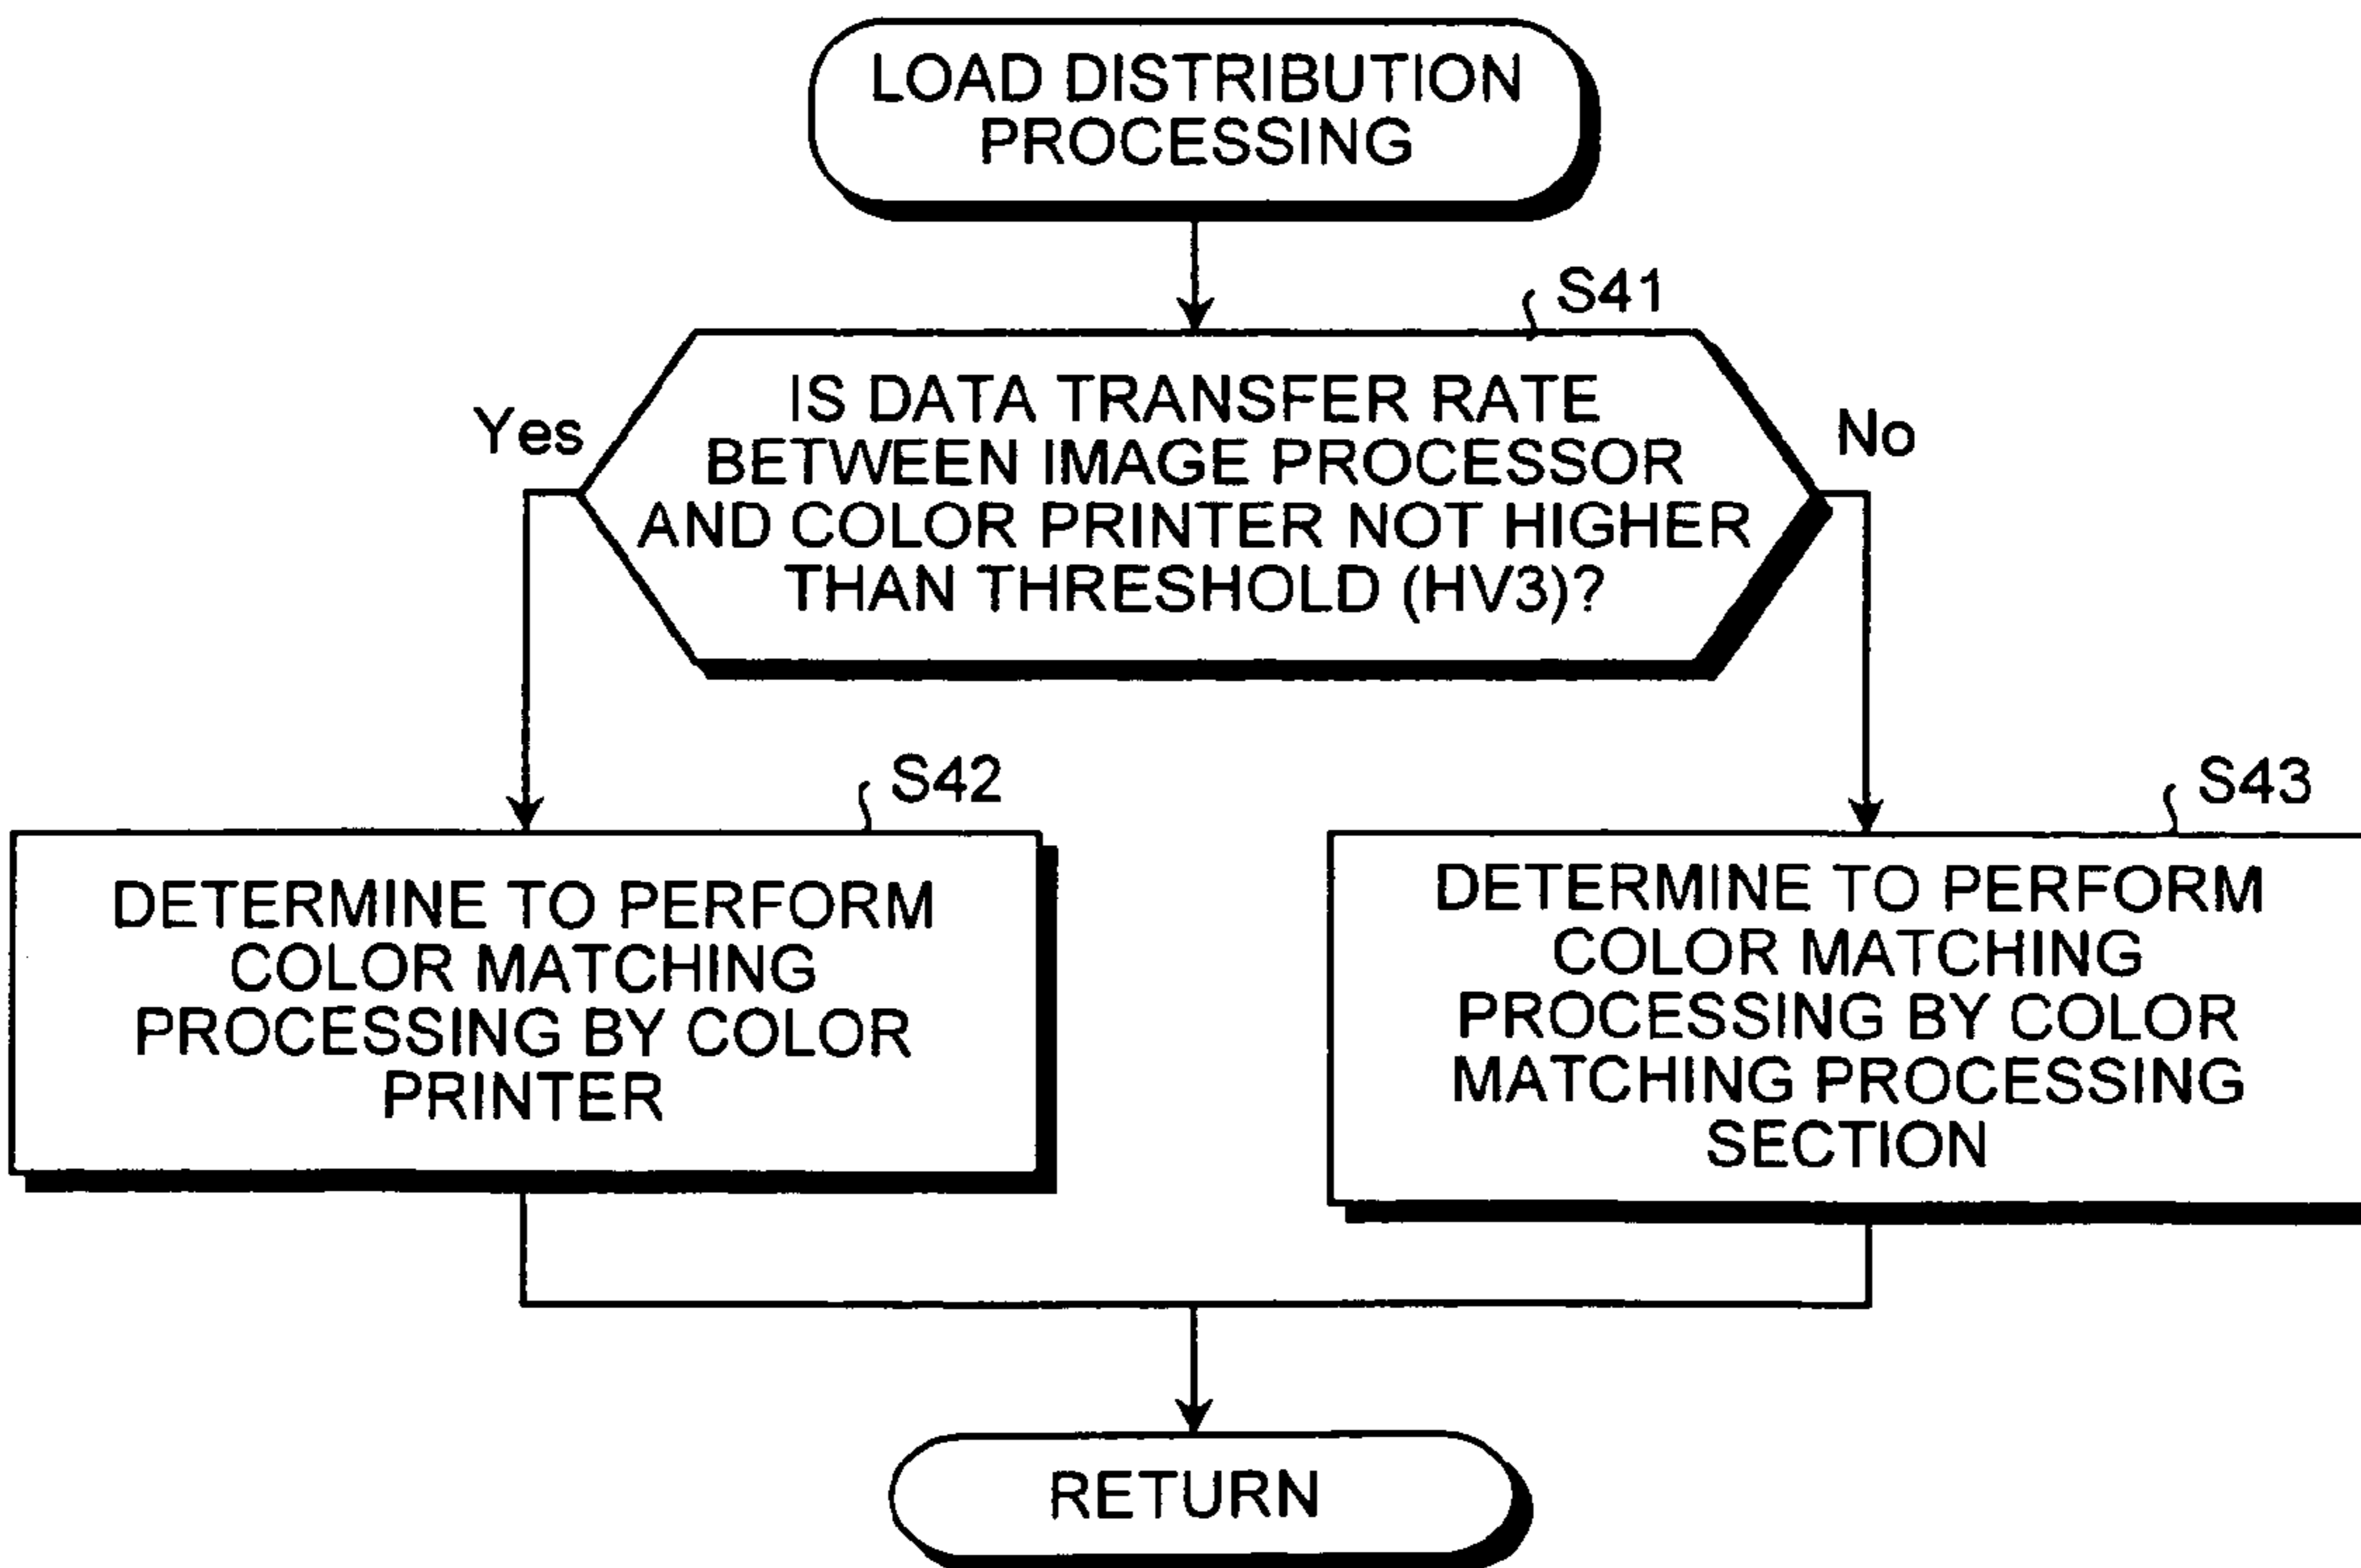 LOAD DISTRIBUTION
PROCESSING
S41
IS DATA TRANSFER RATE
BETWEEN IMAGE PROCESSOR
AND COLOR PRINTER NOT HIGHER
THAN THRESHOLD (HV3)?
Yes
No
S42
DETERMINE TO PERFORM
COLOR MATCHING
PROCESSING BY COLOR
PRINTER
S43
DETERMINE TO PERFORM
COLOR MATCHING
PROCESSING BY COLOR
MATCHING PROCESSING
SECTION
RETURN